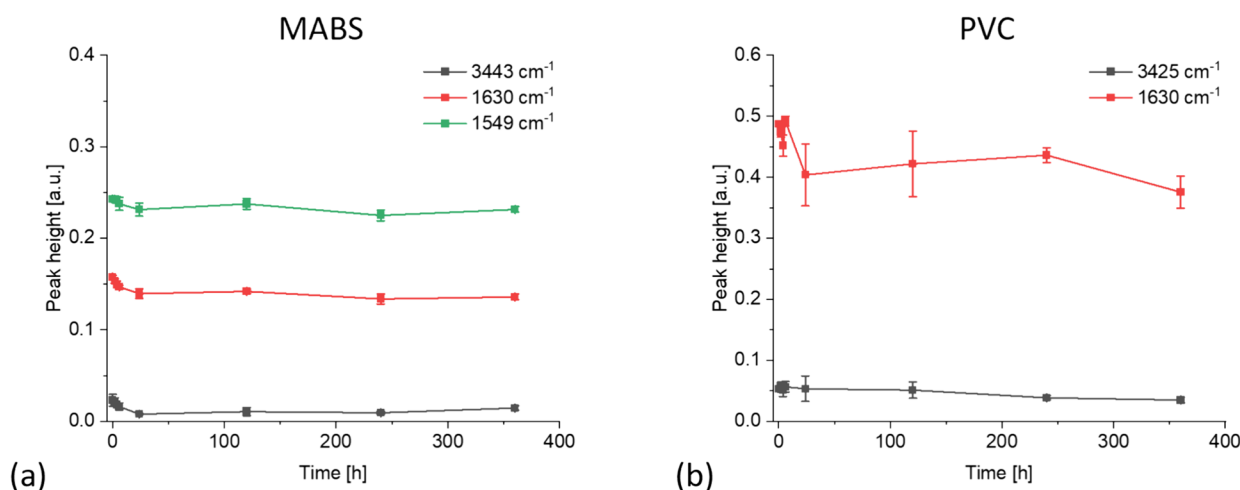 MABS
3443 cm-1
1630 cm-1
1549 cm-1
0.4
0.3
0.2
0.1
0.0
Peak height [a.u.]
0
100
200
300
400
Time [h]
(a)
PVC
3425 cm-1
1630 cm-1
0.6
0.5
0.4
0.3
0.2
0.1
0.0
Peak height [a.u.]
0
100
200
300
400
Time [h]
(b)